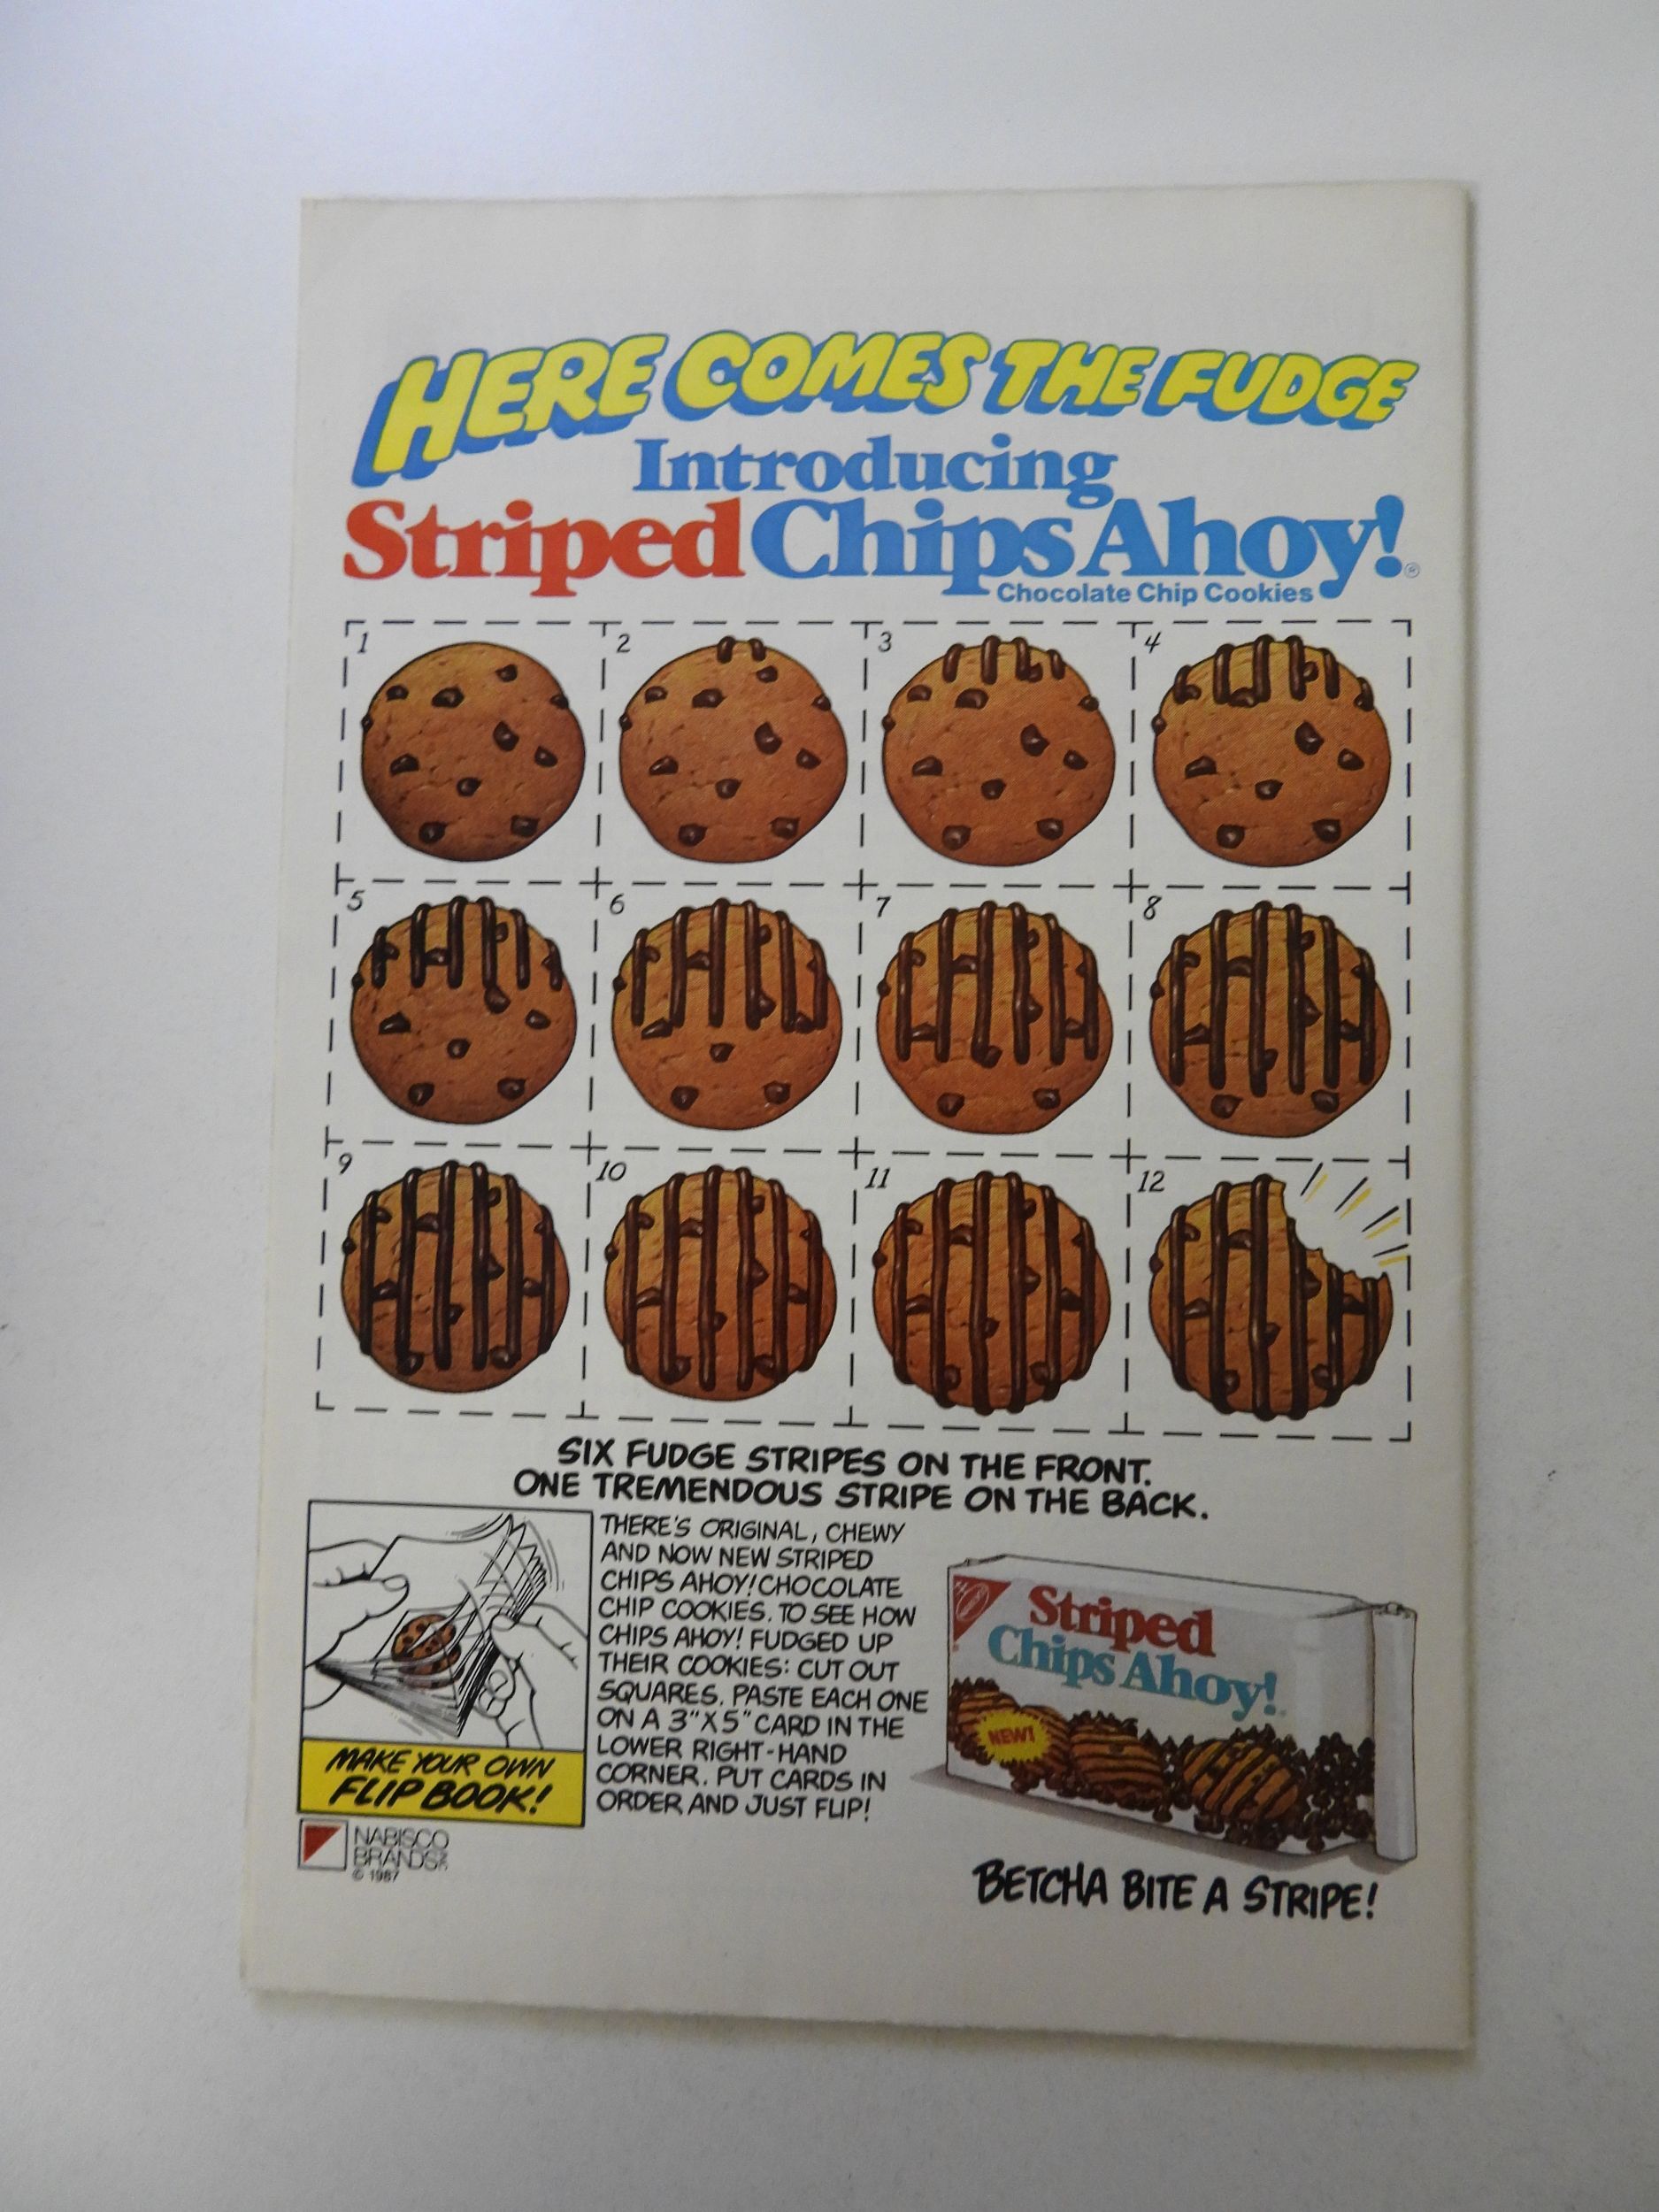 HERE COMES THE FUDGE
Introducing
Striped Chips Ahoy!®
Chocolate Chip Cookies
1
2
3
4
5
6
7
8
9
10
11
12
SIX FUDGE STRIPES ON THE FRONT.
ONE TREMENDOUS STRIPE ON THE BACK.
THERE'S ORIGINAL, CHEWY
AND NOW NEW STRIPED
CHIPS AHOY! CHOCOLATE
CHIP COOKIES. TO SEE HOW
CHIPS AHOY! FUDGED UP
THEIR COOKIES: CUT OUT
SQUARES. PASTE EACH ONE
ON A 3"X5" CARD IN THE
LOWER RIGHT-HAND
CORNER. PUT CARDS IN
ORDER AND JUST FLIP!
MAKE YOUR OWN
FLIP BOOK!
NABISCO
BRANDS
© 1987
Striped
Chips Ahoy!
NEW!
BETCHA BITE A STRIPE!